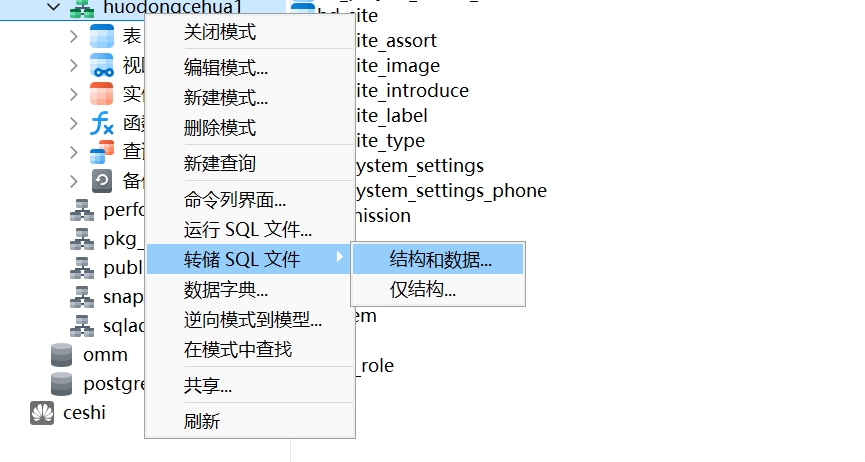 huodongcehua1
表
视
实
函
查
备
perfo
pkg_
publ
snap
sqlad
omm
postgre
ceshi
关闭模式
编辑模式...
新建模式...
删除模式
新建查询
命令列界面...
运行 SQL 文件...
转储 SQL 文件
数据字典...
逆向模式到模型...
在模式中查找
共享...
刷新
结构和数据...
仅结构...
hd_site
ite_assort
ite_image
ite_introduce
ite_label
ite_type
ystem_settings
ystem_settings_phone
mission
em
_role